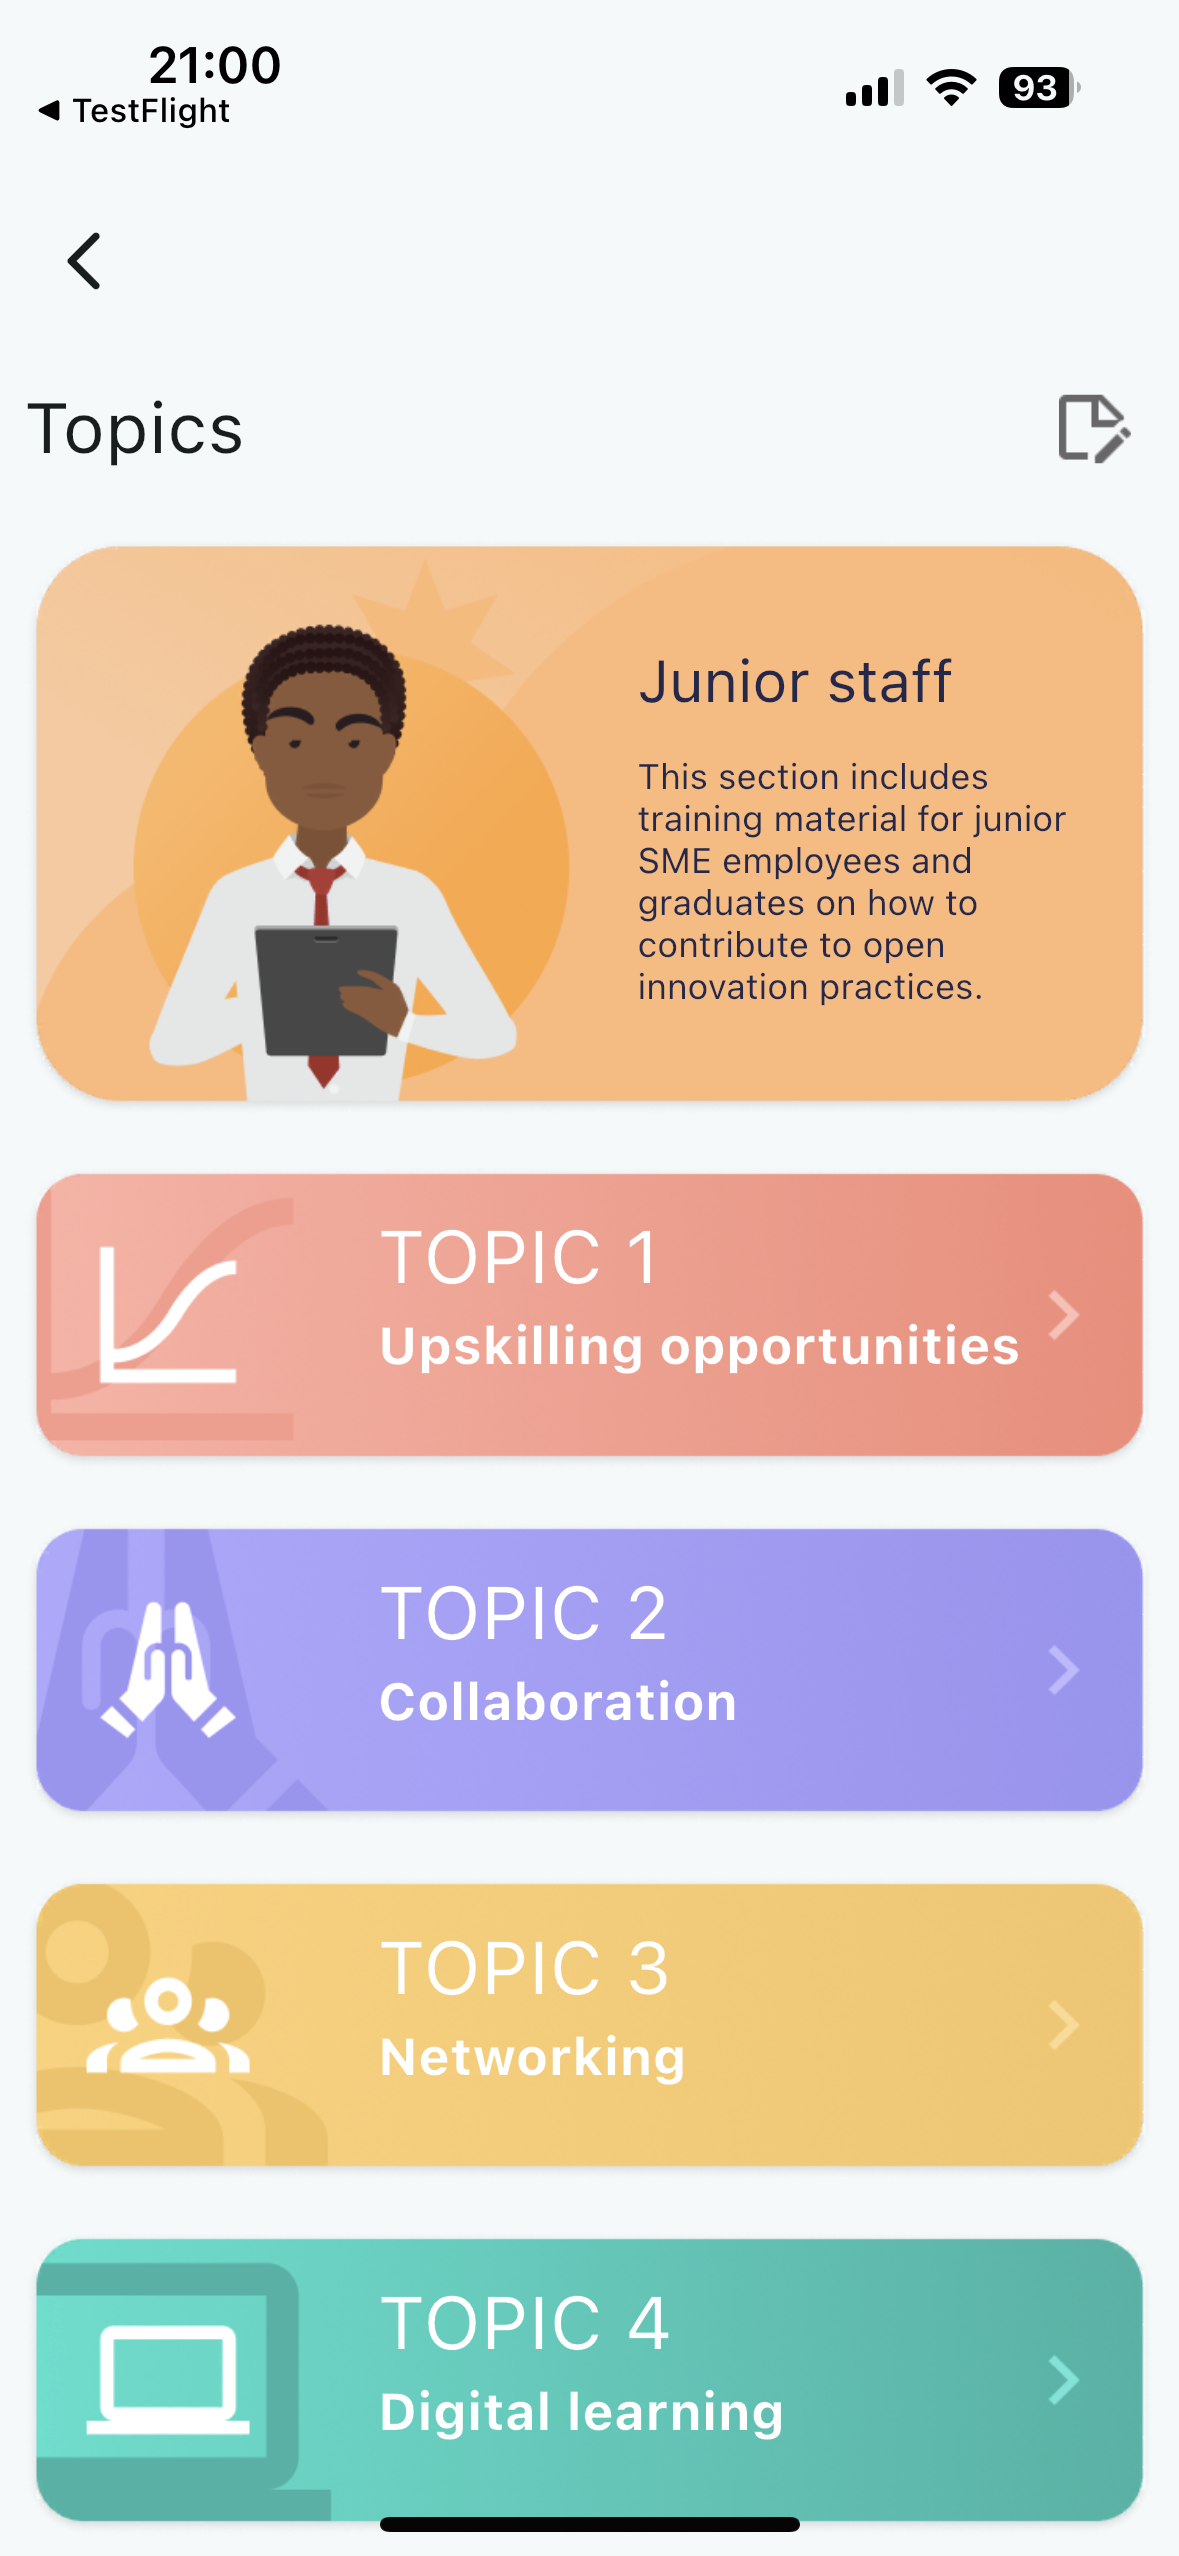 21:00
TestFlight
93
Topics
Junior staff
This section includes
training material for junior
SME employees and
graduates on how to
contribute to open
innovation practices.
TOPIC 1
Upskilling opportunities
TOPIC 2
Collaboration
TOPIC 3
Networking
TOPIC 4
Digital learning